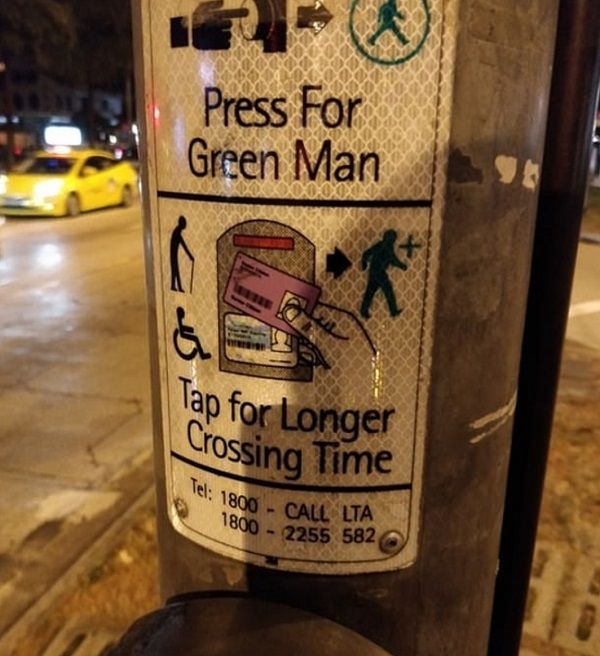 Press For
Green Man
Tap for Longer
Crossing Time
Tel: 1800 - CALL LTA
1800 - 2255 582